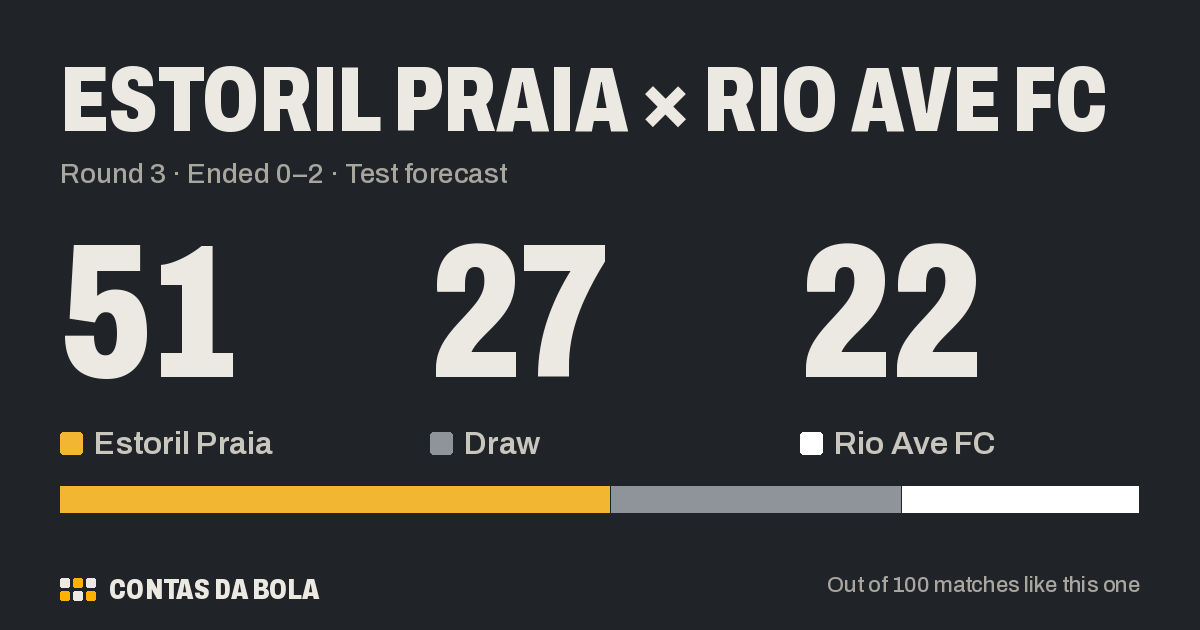 ESTORIL PRAIA × RIO AVE FC
Round 3 · Ended 0–2 · Test forecast
51 27 22
Estoril Praia Draw Rio Ave FC
CONTAS DA BOLA
Out of 100 matches like this one